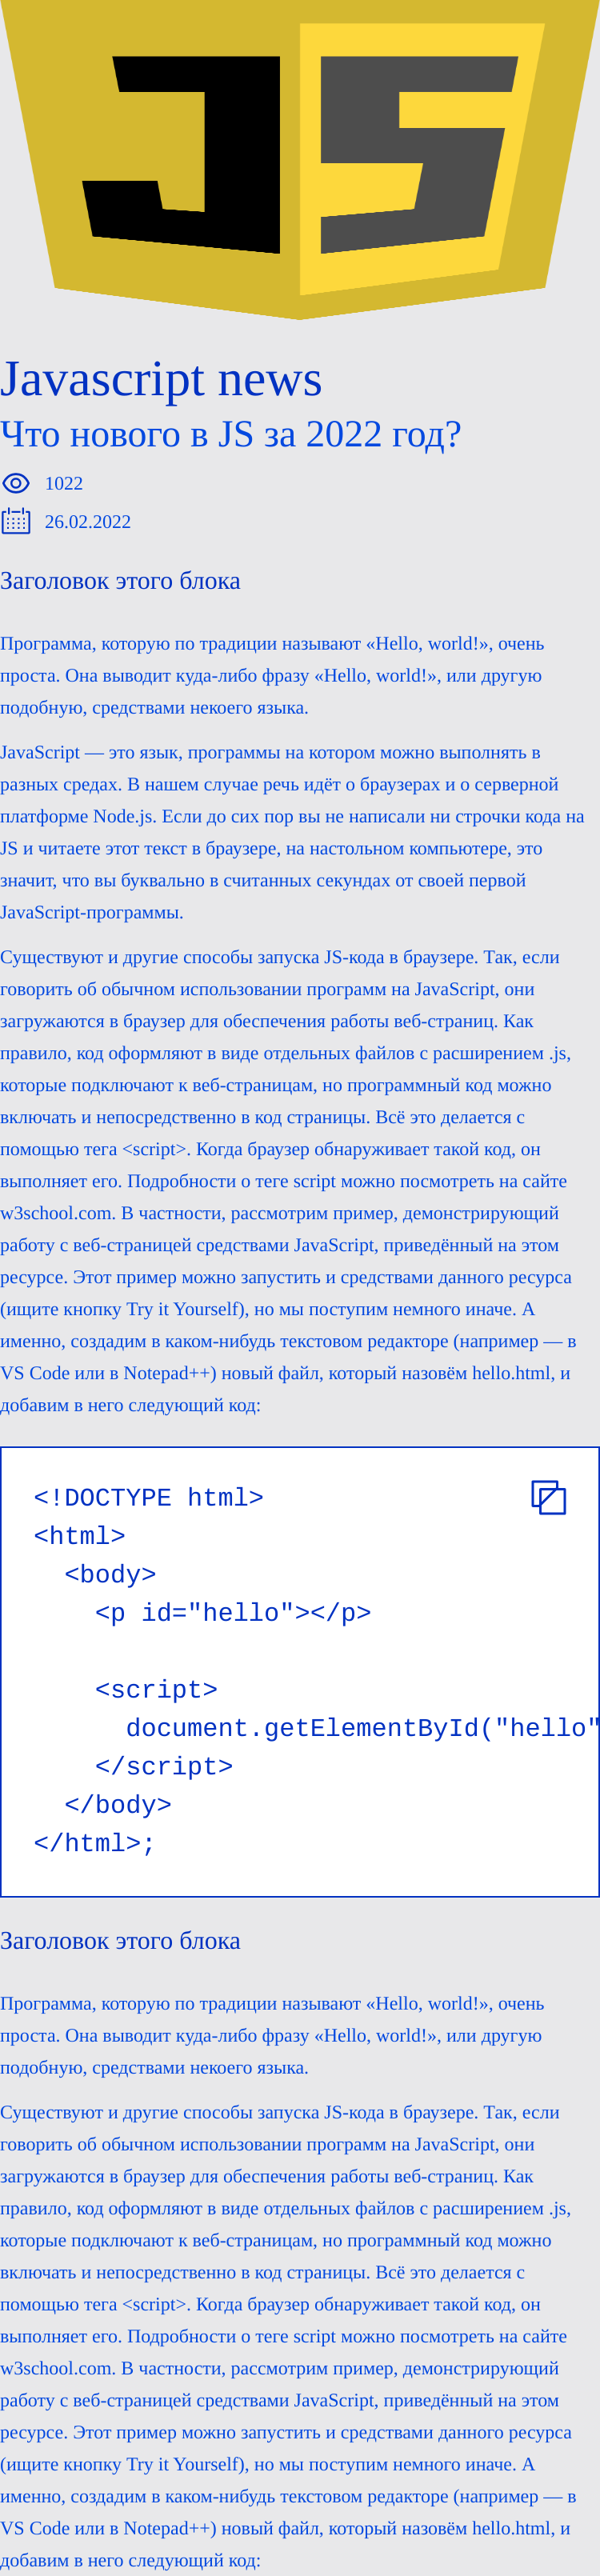 JS
Javascript news
Что нового в JS за 2022 год?
1022
26.02.2022
Заголовок этого блока
Программа, которую по традиции называют «Hello, world!», очень
проста. Она выводит куда-либо фразу «Hello, world!», или другую
подобную, средствами некоего языка.
JavaScript — это язык, программы на котором можно выполнять в
разных средах. В нашем случае речь идёт о браузерах и о серверной
платформе Node.js. Если до сих пор вы не написали ни строчки кода на
JS и читаете этот текст в браузере, на настольном компьютере, это
значит, что вы буквально в считанных секундах от своей первой
JavaScript-программы.
Существуют и другие способы запуска JS-кода в браузере. Так, если
говорить об обычном использовании программ на JavaScript, они
загружаются в браузер для обеспечения работы веб-страниц. Как
правило, код оформляют в виде отдельных файлов с расширением .js,
которые подключают к веб-страницам, но программный код можно
включать и непосредственно в код страницы. Всё это делается с
помощью тега <script>. Когда браузер обнаруживает такой код, он
выполняет его. Подробности о теге script можно посмотреть на сайте
w3school.com. В частности, рассмотрим пример, демонстрирующий
работу с веб-страницей средствами JavaScript, приведённый на этом
ресурсе. Этот пример можно запустить и средствами данного ресурса
(ищите кнопку Try it Yourself), но мы поступим немного иначе. А
именно, создадим в каком-нибудь текстовом редакторе (например — в
VS Code или в Notepad++) новый файл, который назовём hello.html, и
добавим в него следующий код:
<!DOCTYPE html>
<html>
  <body>
    <p id="hello"></p>
    <script>
      document.getElementById("hello"
    </script>
  </body>
</html>;
Заголовок этого блока
Программа, которую по традиции называют «Hello, world!», очень
проста. Она выводит куда-либо фразу «Hello, world!», или другую
подобную, средствами некоего языка.
Существуют и другие способы запуска JS-кода в браузере. Так, если
говорить об обычном использовании программ на JavaScript, они
загружаются в браузер для обеспечения работы веб-страниц. Как
правило, код оформляют в виде отдельных файлов с расширением .js,
которые подключают к веб-страницам, но программный код можно
включать и непосредственно в код страницы. Всё это делается с
помощью тега <script>. Когда браузер обнаруживает такой код, он
выполняет его. Подробности о теге script можно посмотреть на сайте
w3school.com. В частности, рассмотрим пример, демонстрирующий
работу с веб-страницей средствами JavaScript, приведённый на этом
ресурсе. Этот пример можно запустить и средствами данного ресурса
(ищите кнопку Try it Yourself), но мы поступим немного иначе. А
именно, создадим в каком-нибудь текстовом редакторе (например — в
VS Code или в Notepad++) новый файл, который назовём hello.html, и
добавим в него следующий код: